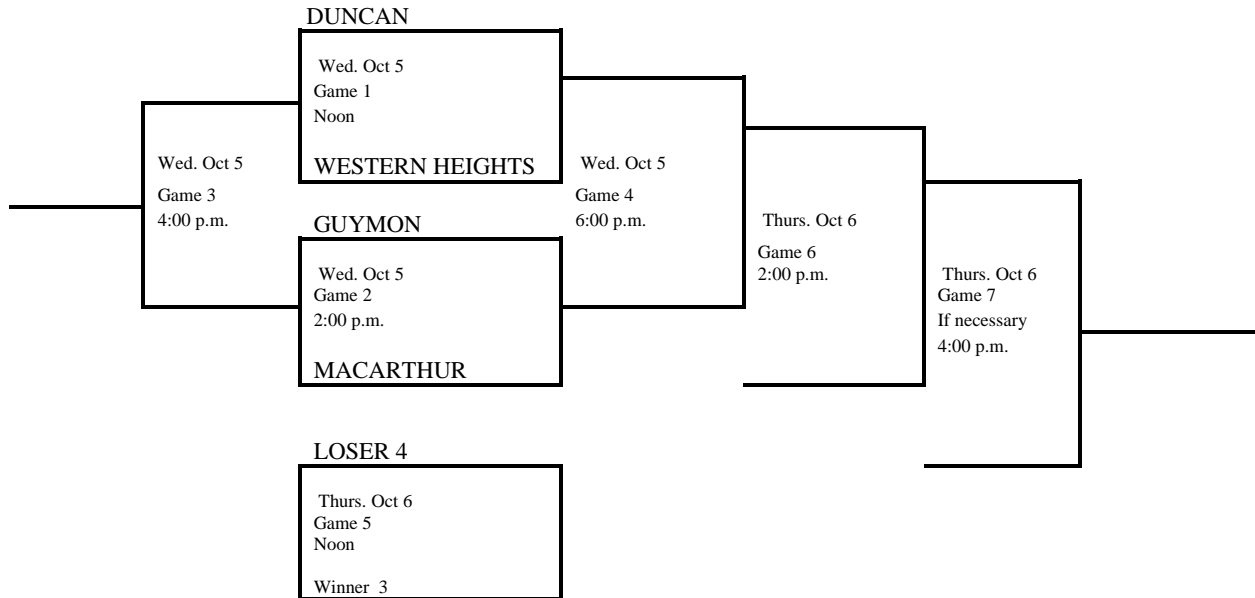 DUNCAN
Wed. Oct 5
Game 1
Noon
WESTERN HEIGHTS
Wed. Oct 5
Game 3
4:00 p.m.
Wed. Oct 5
Game 4
6:00 p.m.
GUYMON
Wed. Oct 5
Game 2
2:00 p.m.
MACARTHUR
Thurs. Oct 6
Game 6
2:00 p.m.
Thurs. Oct 6
Game 7
If necessary
4:00 p.m.
LOSER 4
Thurs. Oct 6
Game 5
Noon
Winner 3